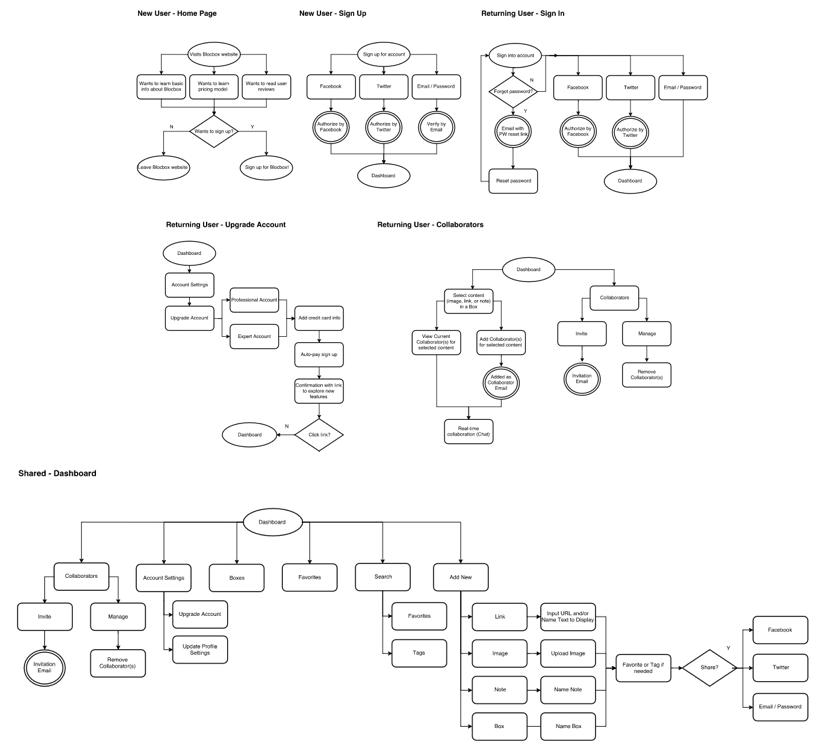 New User - Home Page
New User - Sign Up
Returning User - Sign In
Visits Blocbox website
Wants to learn basic
info about Blocbox
Wants to learn
pricing model
Wants to read user
reviews
N
Wants to sign up?
Y
Leave Blocbox website
Sign up for Blocbox!
Sign up for account
Facebook
Twitter
Email / Password
Authorize by
Facebook
Authorize by
Twitter
Verify by
Email
Dashboard
Sign into account
N
Forgot password?
Y
Email with
PW reset link
Reset password
Facebook
Twitter
Email / Password
Authorize by
Facebook
Authorize by
Twitter
Dashboard
Returning User - Upgrade Account
Returning User - Collaborators
Dashboard
Account Settings
Upgrade Account
Professional Account
Expert Account
Add credit card info
Auto-pay sign up
Confirmation with link
to explore new
features
Click link?
N
Dashboard
Dashboard
Select content
(image, link, or note)
in a Box
View Current
Collaborator(s) for
selected content
Add Collaborator(s)
for selected content
Added as
Collaborator
Email
Real-time
collaboration (Chat)
Collaborators
Invite
Manage
Invitation
Email
Remove
Collaborator(s)
Shared - Dashboard
Dashboard
Collaborators
Account Settings
Boxes
Favorites
Search
Add New
Invite
Manage
Invitation
Email
Remove
Collaborator(s)
Upgrade Account
Update Profile
Settings
Favorites
Tags
Link
Input URL and/or
Name Text to Display
Image
Upload Image
Note
Name Note
Box
Name Box
Favorite or Tag if
needed
Share?
Y
Facebook
Twitter
Email / Password